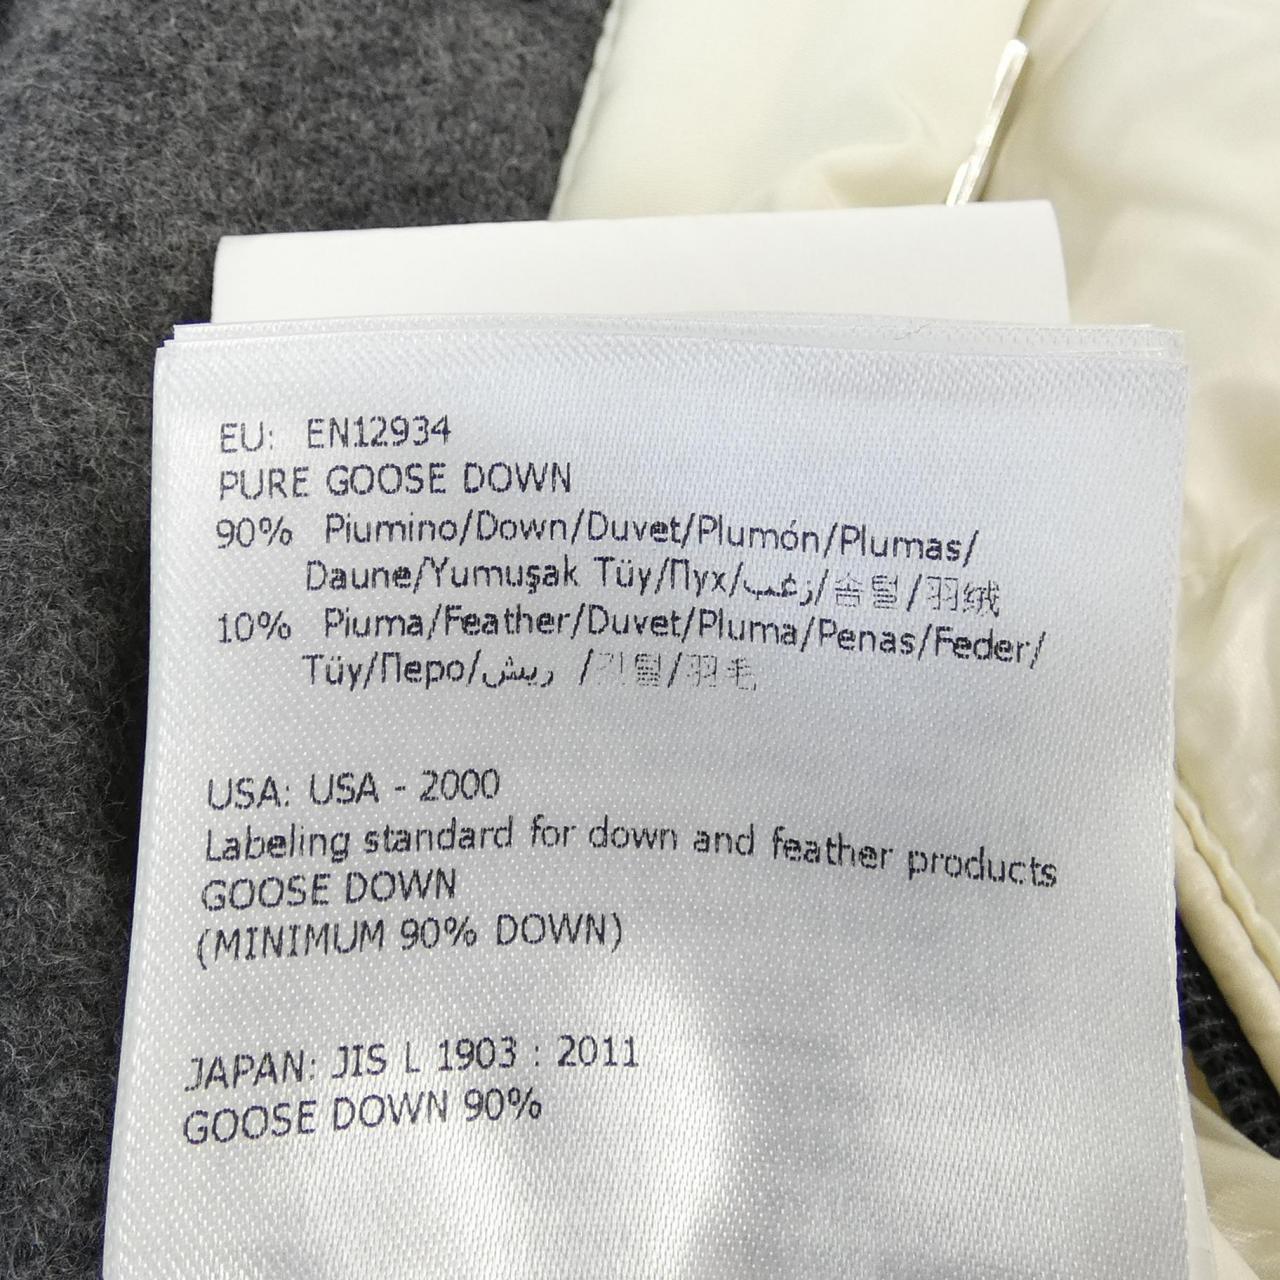 EU: EN12934
PURE GOOSE DOWN
90% Piumino/Down/Duvet/Plumón/Plumas/
Daune/Yumuşak Tüy/Пух/زغب/솜털/羽绒
10% Piuma/Feather/Duvet/Pluma/Penas/Feder/
Tüy/Перо/ريش /깃털/羽毛
USA: USA - 2000
Labeling standard for down and feather products
GOOSE DOWN
(MINIMUM 90% DOWN)
JAPAN: JIS L 1903 : 2011
GOOSE DOWN 90%